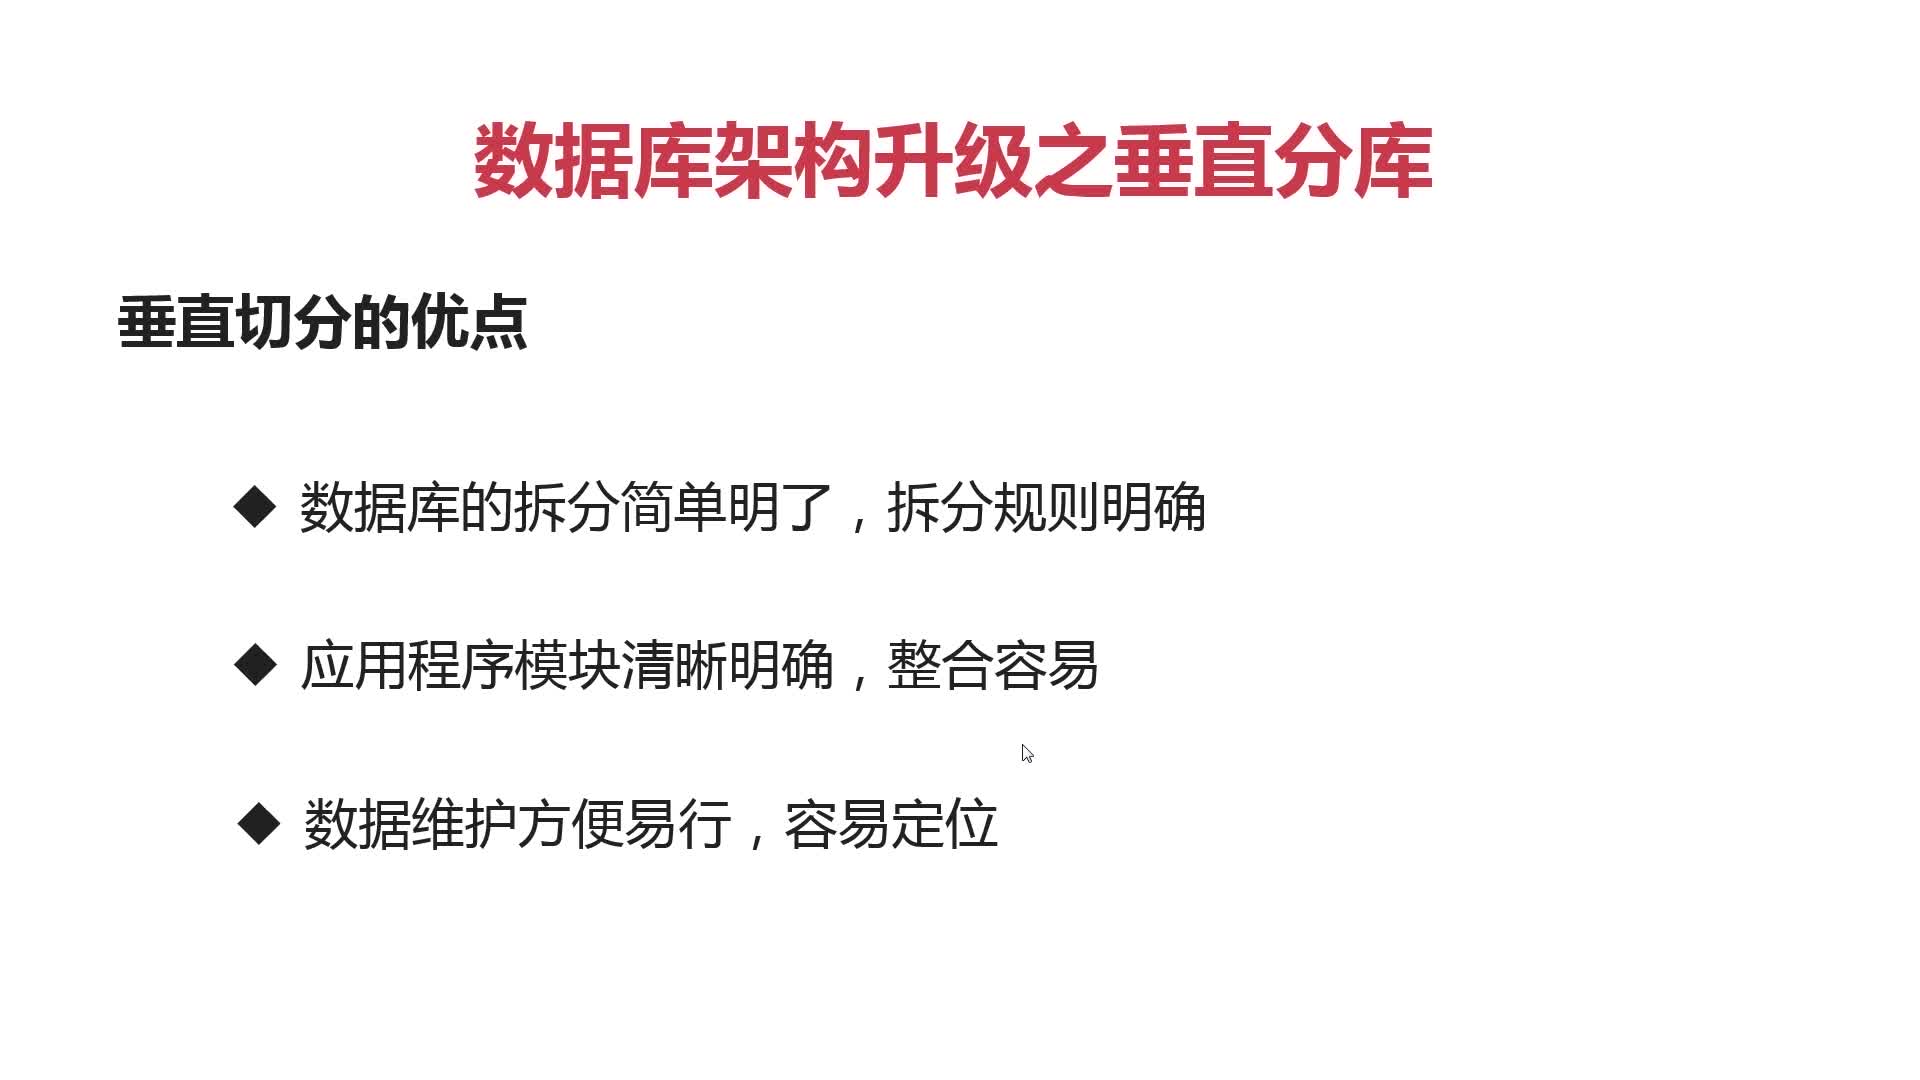 数据库架构升级之垂直分库
垂直切分的优点
◆ 数据库的拆分简单明了，拆分规则明确
◆ 应用程序模块清晰明确，整合容易
◆ 数据维护方便易行，容易定位